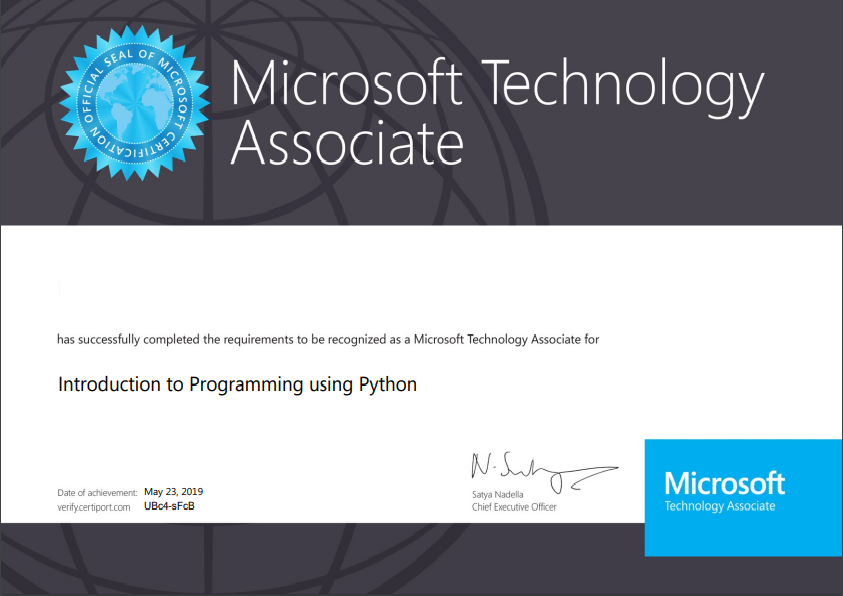 OFFICIAL SEAL OF MICROSOFT CERTIFICATION
Microsoft Technology
Associate
has successfully completed the requirements to be recognized as a Microsoft Technology Associate for
Introduction to Programming using Python
Date of achievement: May 23, 2019
verify.certiport.com UBc4-sFcB
N. Satya
Satya Nadella
Chief Executive Officer
Microsoft
Technology Associate